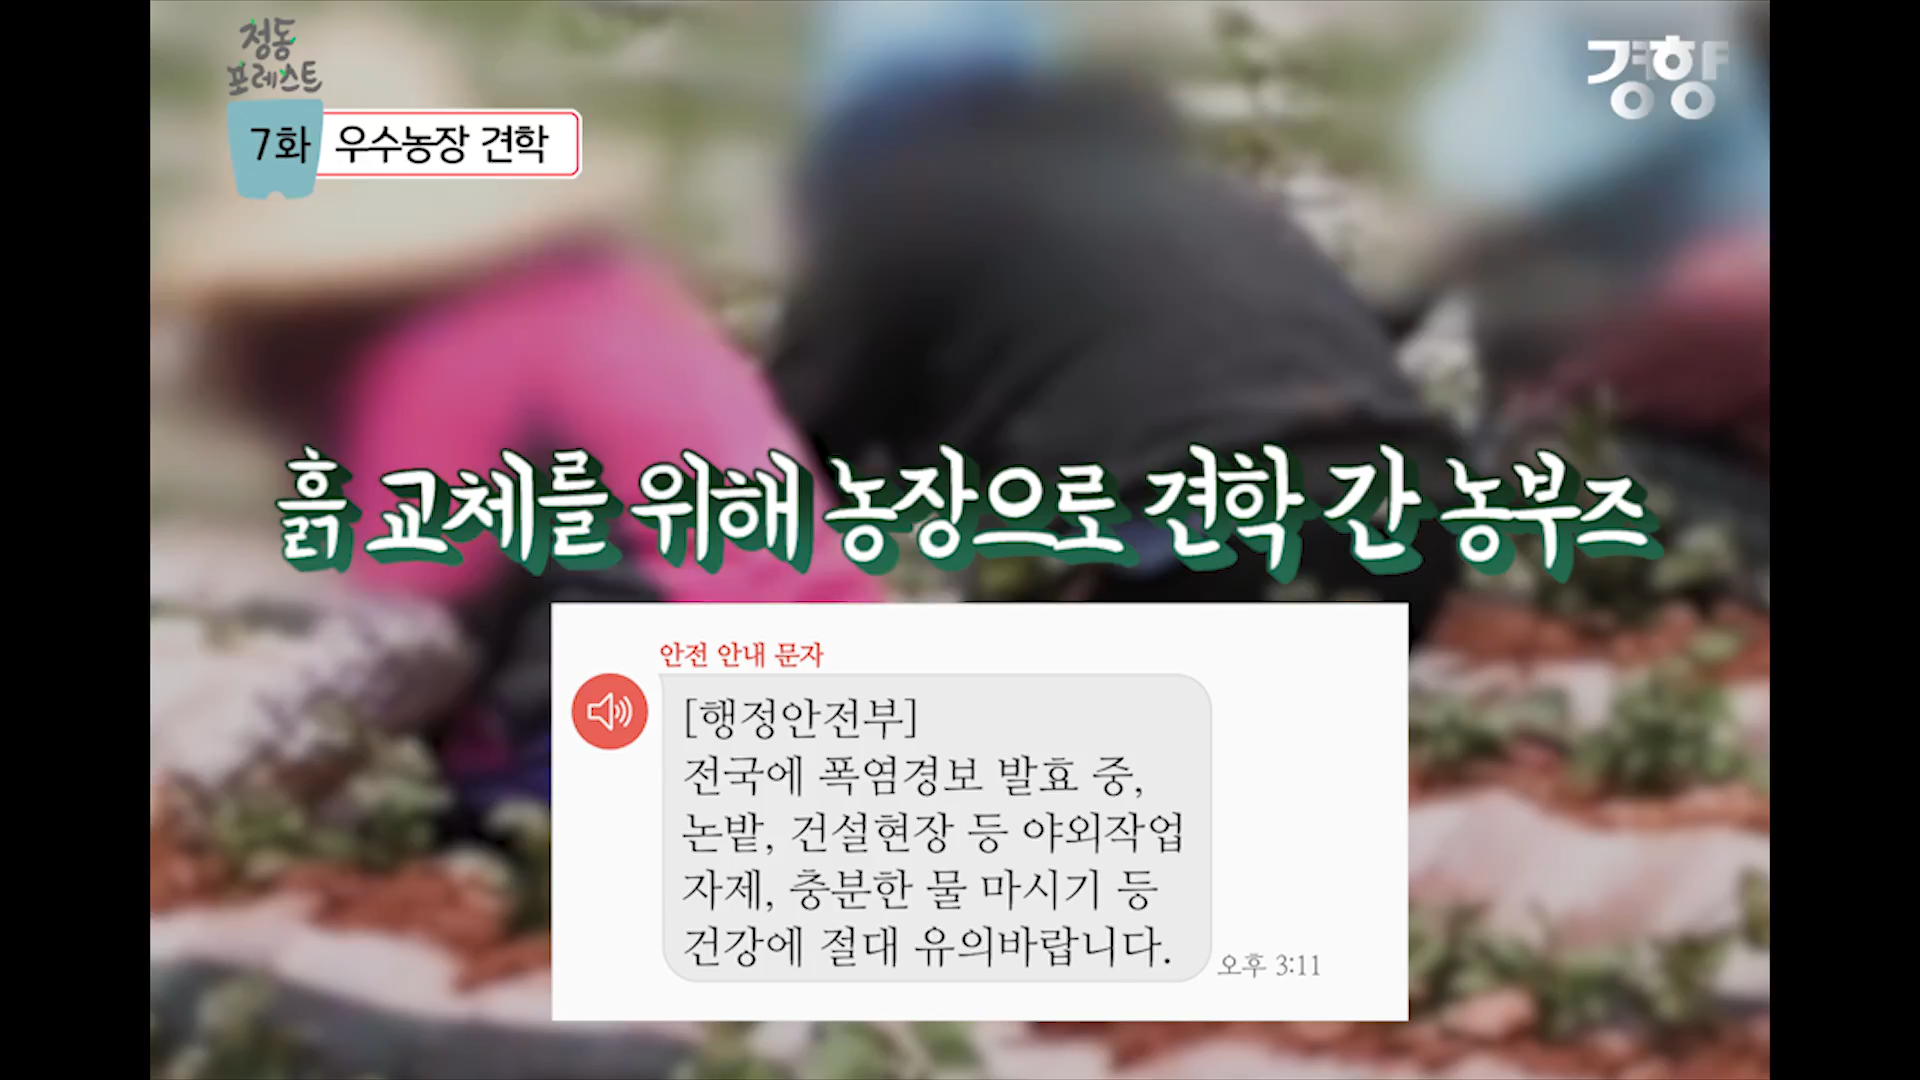 정동
포레스트
7화 우수농장 견학
경향
흙 교체를 위해 농장으로 견학 간 농부즈
안전 안내 문자
[행정안전부]
전국에 폭염경보 발효 중,
논밭, 건설현장 등 야외작업
자제, 충분한 물 마시기 등
건강에 절대 유의바랍니다.
오후 3:11